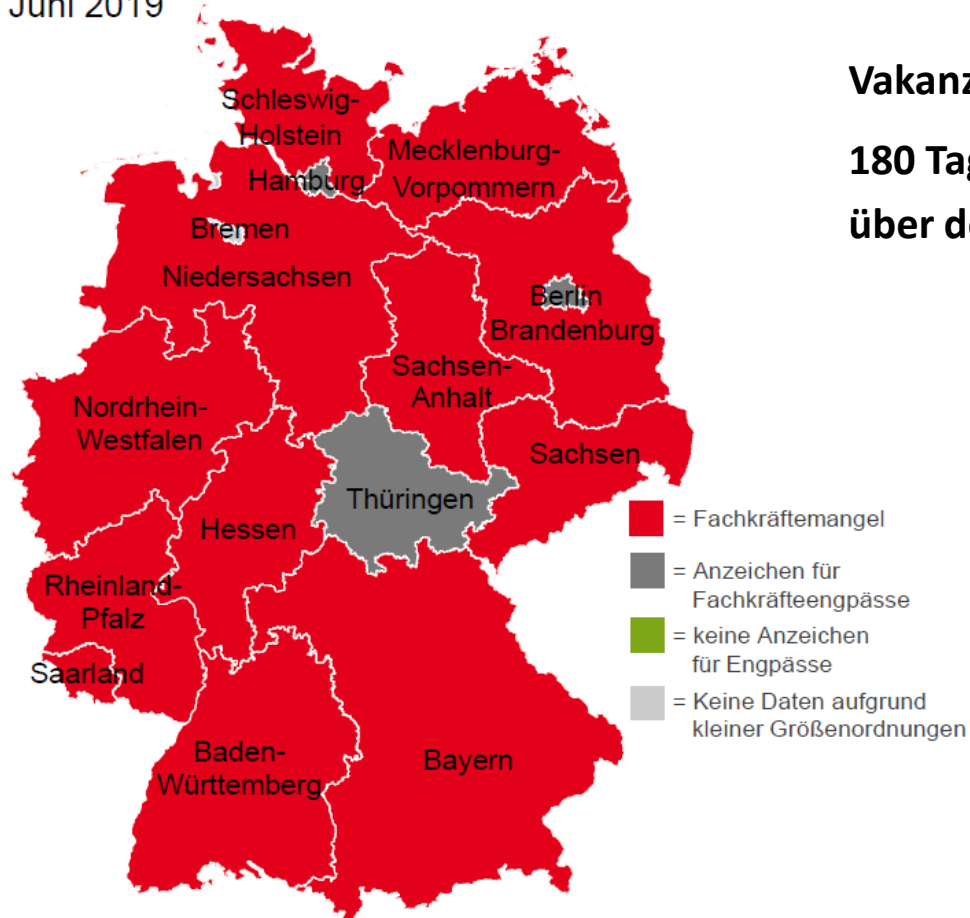 Juni 2019
Vakanz
180 Tag
über de
Schleswig-
Holstein
Mecklenburg-
Vorpommern
Hamburg
Bremen
Niedersachsen
Berlin
Brandenburg
Sachsen-
Anhalt
Nordrhein-
Westfalen
Sachsen
Thüringen
Hessen
Rheinland-
Pfalz
Saarland
Baden-
Württemberg
Bayern
= Fachkräftemangel
= Anzeichen für
Fachkräfteengpässe
= keine Anzeichen
für Engpässe
= Keine Daten aufgrund
kleiner Größenordnungen